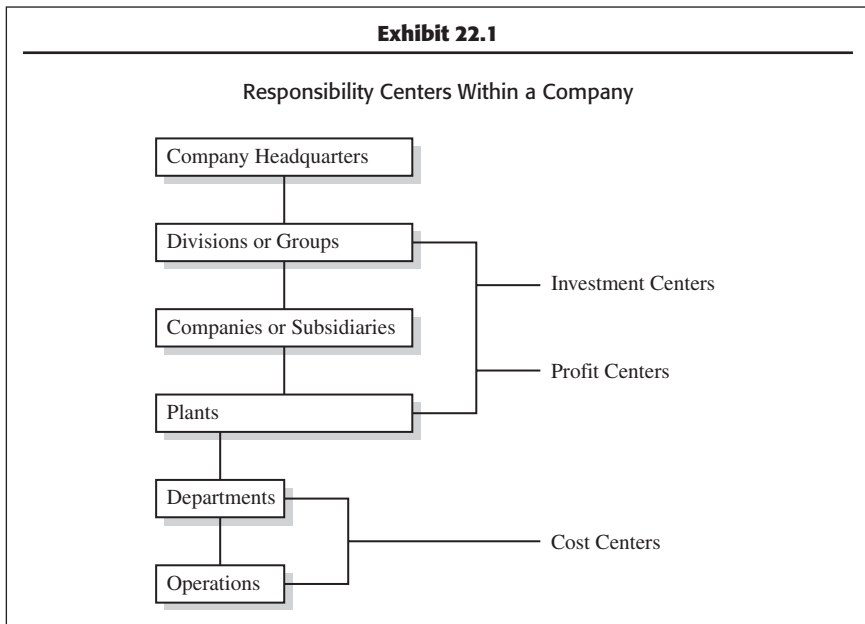 Exhibit 22.1
Responsibility Centers Within a Company
Company Headquarters
Divisions or Groups
Investment Centers
Companies or Subsidiaries
Profit Centers
Plants
Departments
Cost Centers
Operations